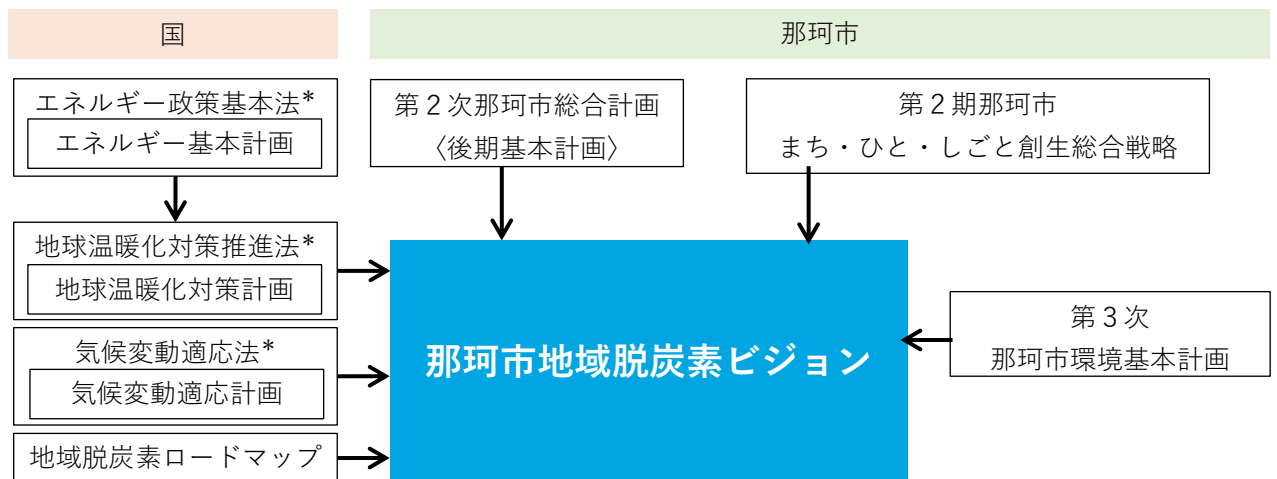 国
那珂市
エネルギー政策基本法*
エネルギー基本計画
地球温暖化対策推進法*
地球温暖化対策計画
気候変動適応法*
気候変動適応計画
地域脱炭素ロードマップ
第２次那珂市総合計画
〈後期基本計画〉
第２期那珂市
まち・ひと・しごと創生総合戦略
那珂市地域脱炭素ビジョン
第３次
那珂市環境基本計画